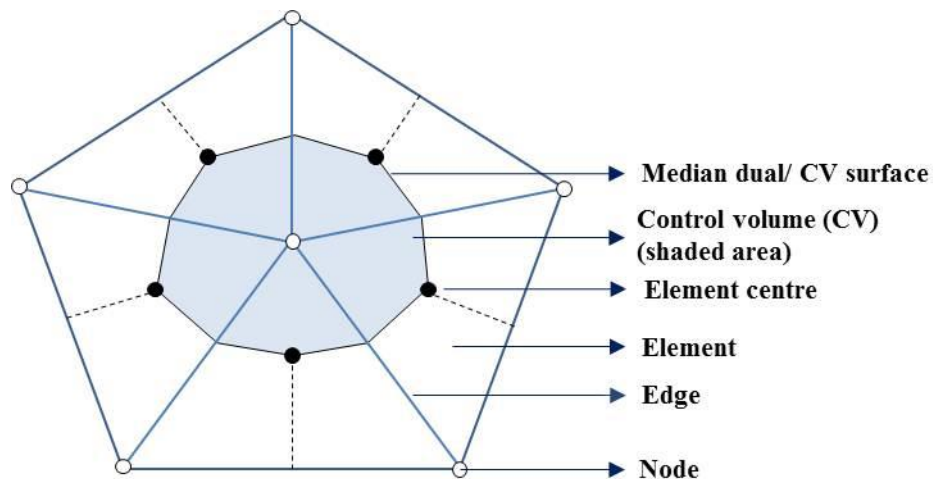 Median dual/ CV surface
Control volume (CV)
(shaded area)
Element centre
Element
Edge
Node